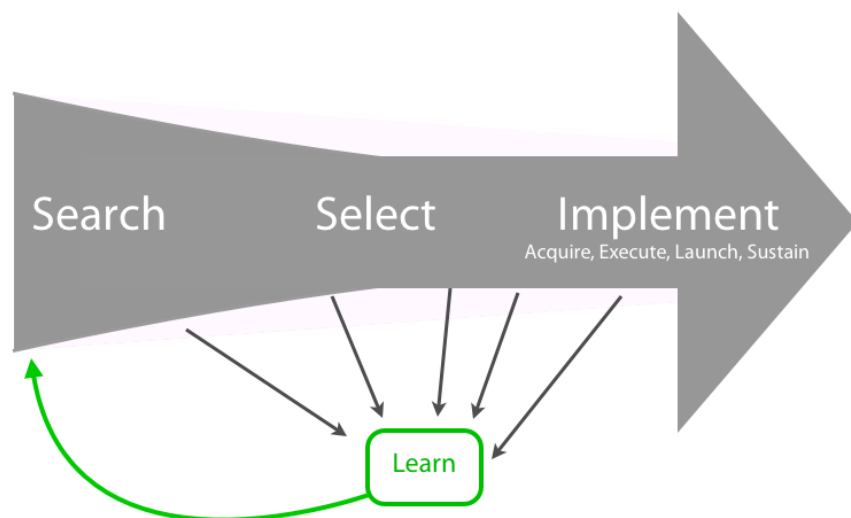 Search
Select
Implement
Acquire, Execute, Launch, Sustain
Learn